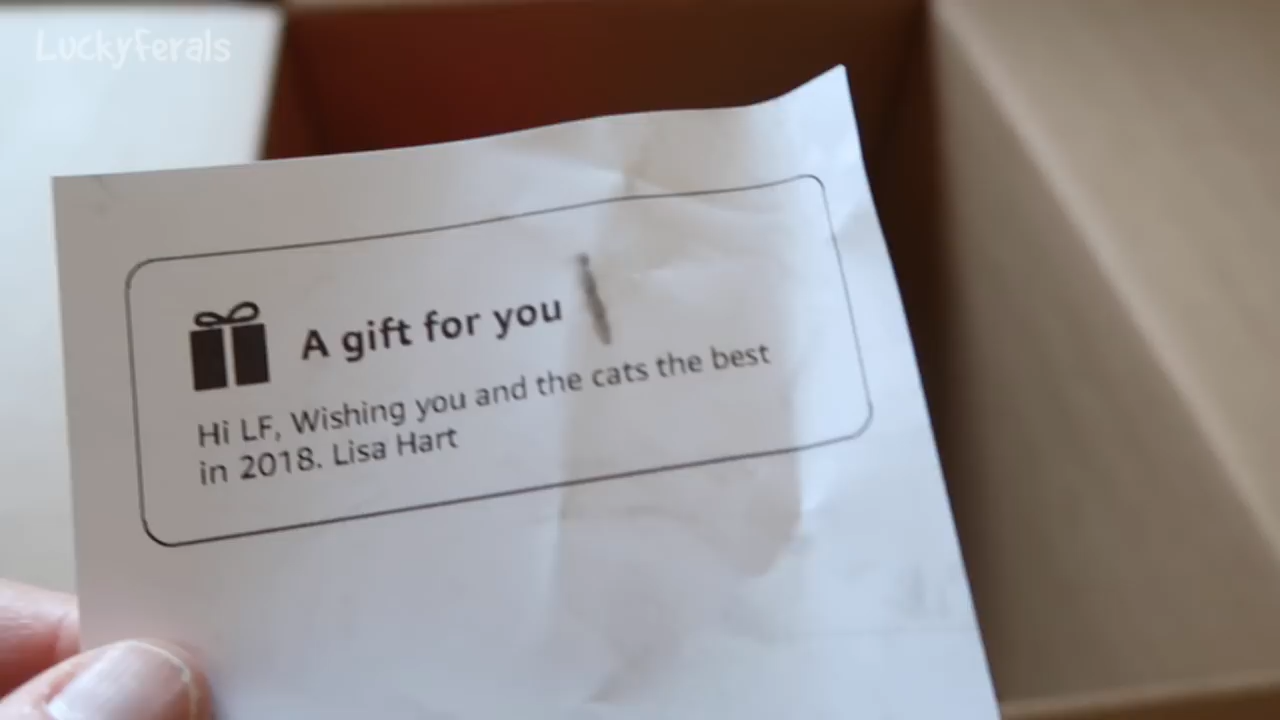 LuckyFerals
A gift for you
Hi LF, Wishing you and the cats the best
in 2018. Lisa Hart